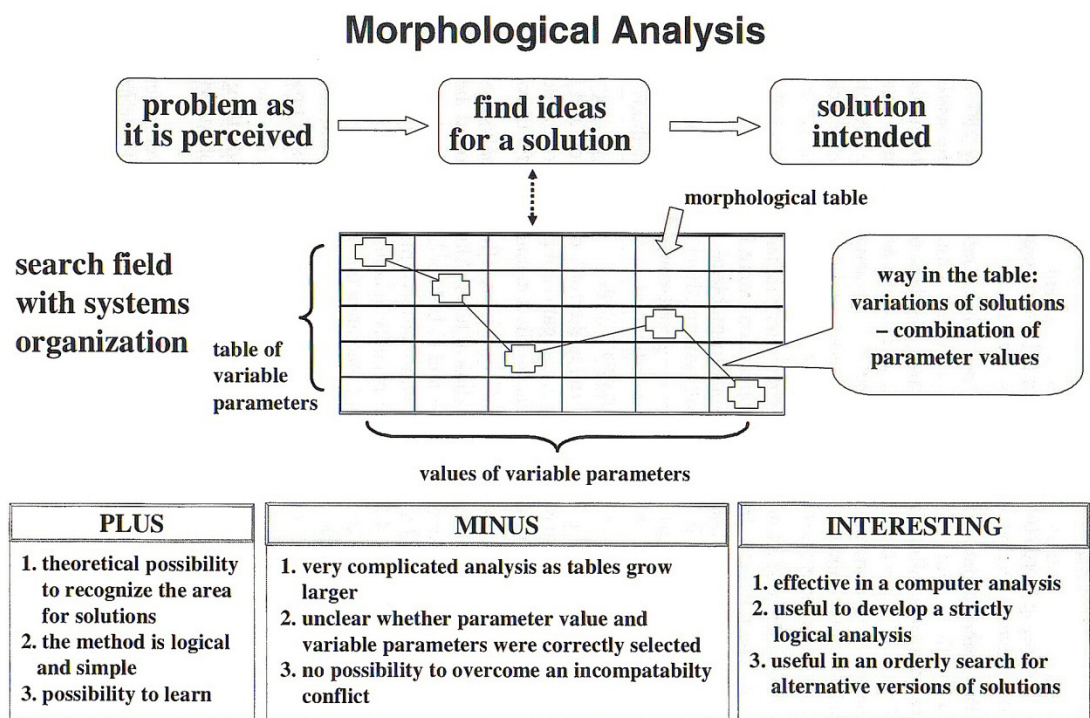 Morphological Analysis
problem as
it is perceived
find ideas
for a solution
solution
intended
morphological table
search field
with systems
organization
table of
variable
parameters
way in the table:
variations of solutions
– combination of
parameter values
values of variable parameters
PLUS
1. theoretical possibility
to recognize the area
for solutions
2. the method is logical
and simple
3. possibility to learn
MINUS
1. very complicated analysis as tables grow
larger
2. unclear whether parameter value and
variable parameters were correctly selected
3. no possibility to overcome an incompatabilty
conflict
INTERESTING
1. effective in a computer analysis
2. useful to develop a strictly
logical analysis
3. useful in an orderly search for
alternative versions of solutions